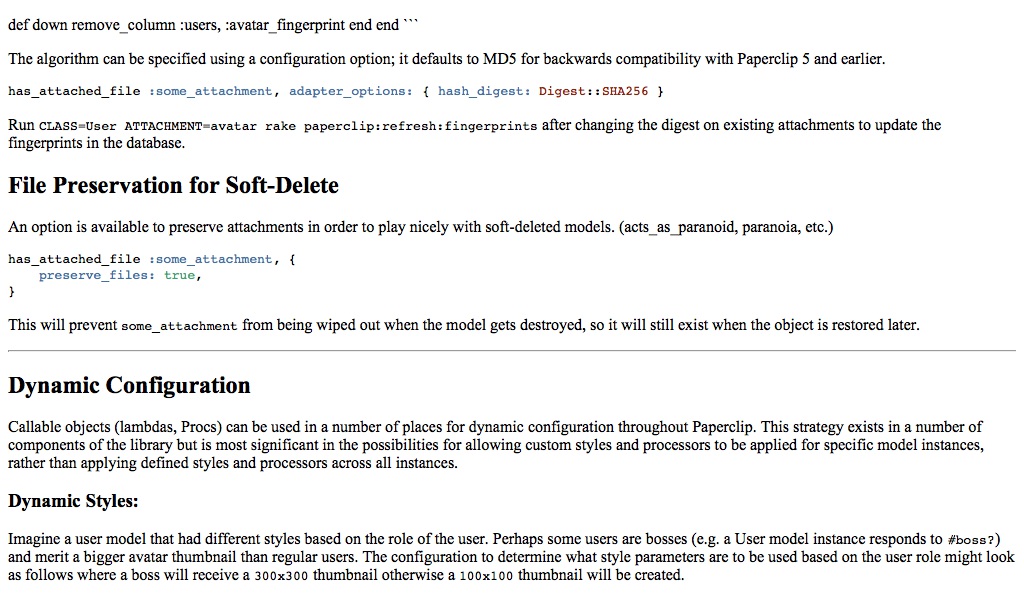 def down remove_column :users, :avatar_fingerprint end end ```
The algorithm can be specified using a configuration option; it defaults to MD5 for backwards compatibility with Paperclip 5 and earlier.
has_attached_file :some_attachment, adapter_options: { hash_digest: Digest::SHA256 }
Run CLASS=User ATTACHMENT=avatar rake paperclip:refresh:fingerprints after changing the digest on existing attachments to update the
fingerprints in the database.
File Preservation for Soft-Delete
An option is available to preserve attachments in order to play nicely with soft-deleted models. (acts_as_paranoid, paranoia, etc.)
has_attached_file :some_attachment, {
    preserve_files: true,
}
This will prevent some_attachment from being wiped out when the model gets destroyed, so it will still exist when the object is restored later.
Dynamic Configuration
Callable objects (lambdas, Procs) can be used in a number of places for dynamic configuration throughout Paperclip. This strategy exists in a number of
components of the library but is most significant in the possibilities for allowing custom styles and processors to be applied for specific model instances,
rather than applying defined styles and processors across all instances.
Dynamic Styles:
Imagine a user model that had different styles based on the role of the user. Perhaps some users are bosses (e.g. a User model instance responds to #boss?)
and merit a bigger avatar thumbnail than regular users. The configuration to determine what style parameters are to be used based on the user role might look
as follows where a boss will receive a 300x300 thumbnail otherwise a 100x100 thumbnail will be created.